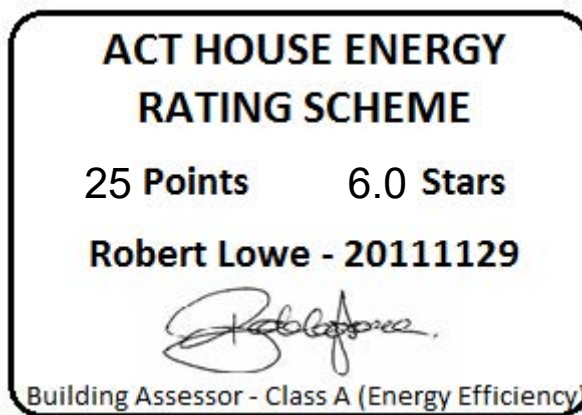 ACT HOUSE ENERGY
RATING SCHEME
25 Points 6.0 Stars
Robert Lowe - 20111129
Building Assessor - Class A (Energy Efficiency)